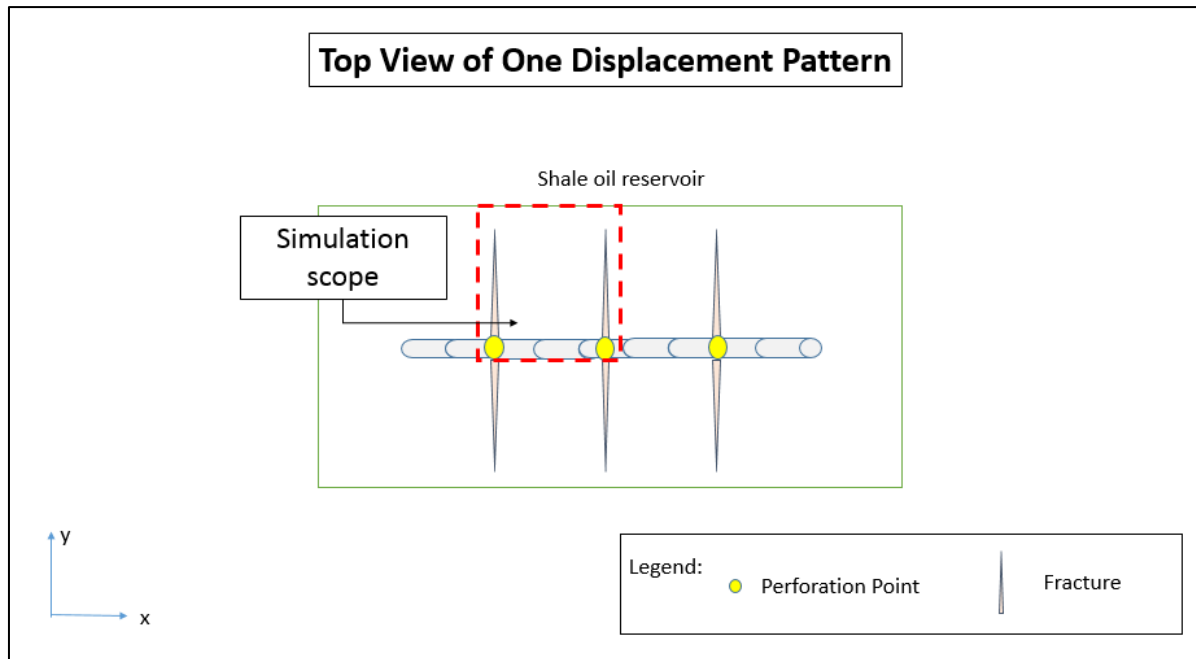 Top View of One Displacement Pattern
Shale oil reservoir
Simulation
scope
y
x
Legend:
Perforation Point
Fracture